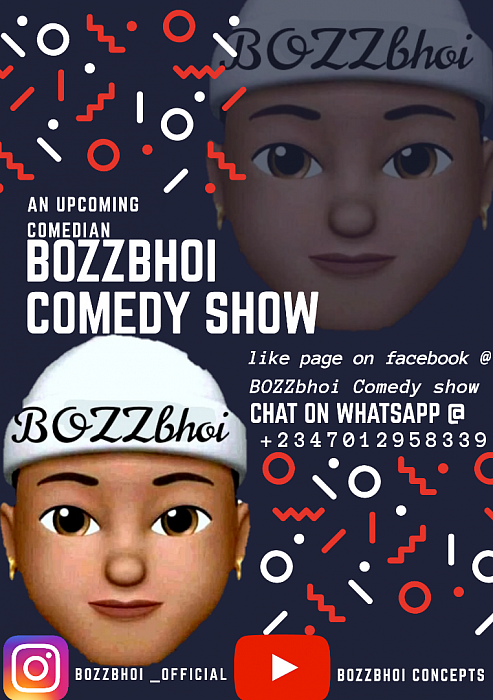 BOZZbhoi
AN UPCOMING
COMEDIAN
BOZZBHOI
COMEDY SHOW
like page on facebook @
BOZZbhoi Comedy show
CHAT ON WHATSAPP @
+2347012958339
BOZZbhoi
BOZZBHOI _OFFICIAL
BOZZBHOI CONCEPTS